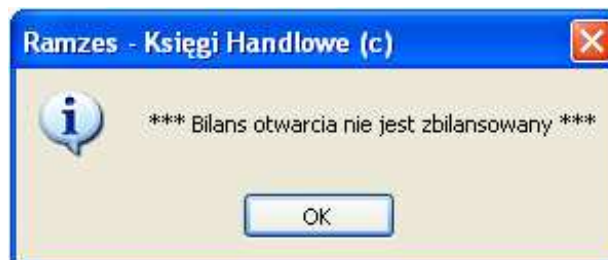 Ramzes - Księgi Handlowe (c)
*** Bilans otwarcia nie jest zbilansowany ***
OK